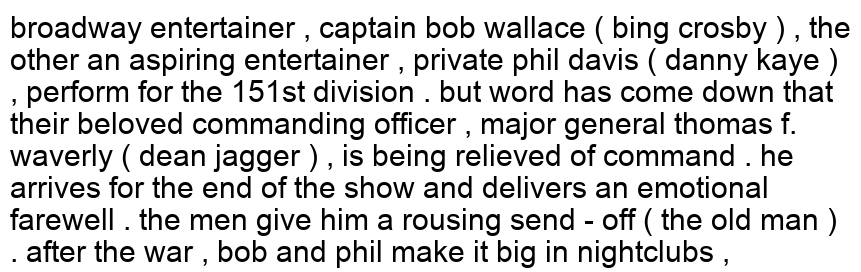 broadway entertainer , captain bob wallace ( bing crosby ) , the
other an aspiring entertainer , private phil davis ( danny kaye )
, perform for the 151st division . but word has come down that
their beloved commanding officer , major general thomas f.
waverly ( dean jagger ) , is being relieved of command . he
arrives for the end of the show and delivers an emotional
farewell . the men give him a rousing send - off ( the old man )
. after the war , bob and phil make it big in nightclubs ,